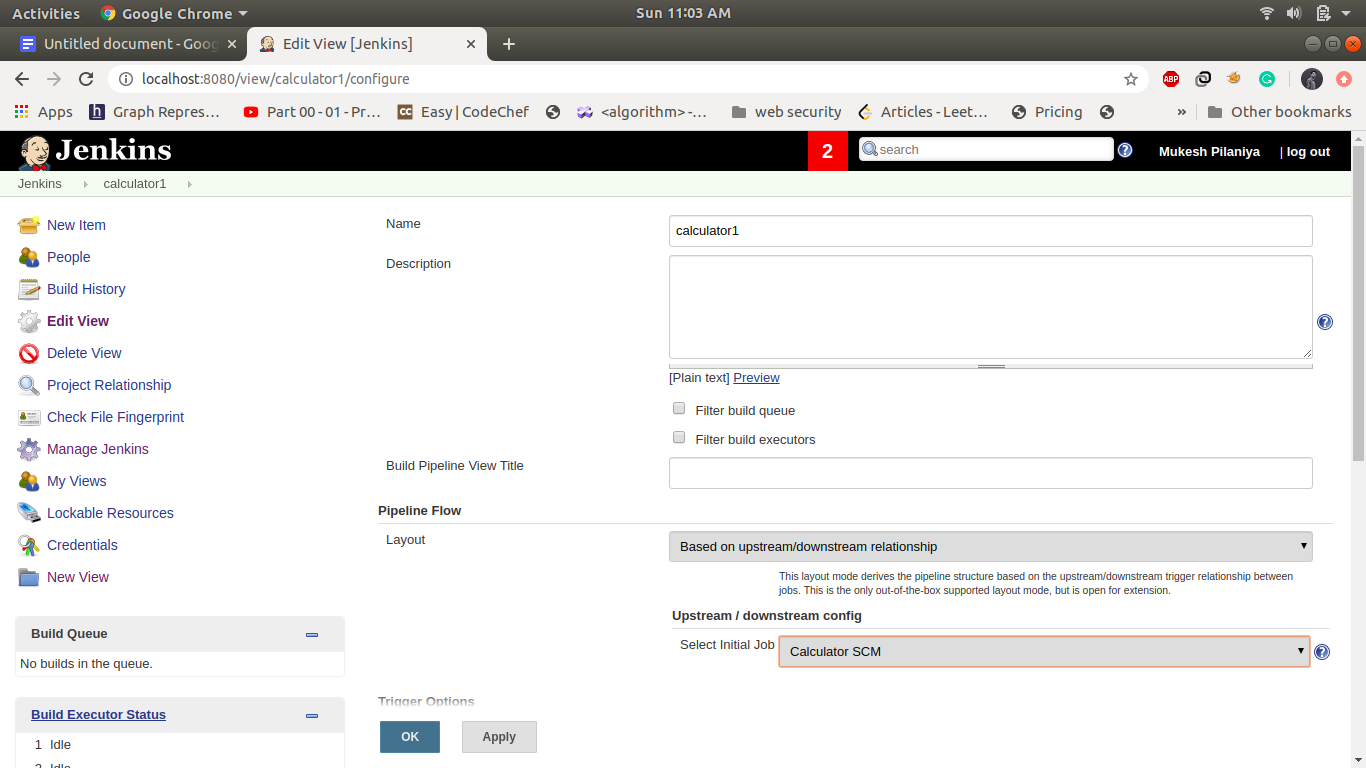 Activities Google Chrome Sun 11:03 AM
Untitled document - Goog Edit View [Jenkins]
localhost:8080/view/calculator1/configure ABP
Apps h Graph Repres… Part 00 - 01 - Pr… CC Easy | CodeChef <algorithm> -… web security Articles - Leet… Pricing » Other bookmarks
Jenkins 2 search ? Mukesh Pilaniya | log out
Jenkins calculator1
New Item
People
Build History
Edit View
Delete View
Project Relationship
Check File Fingerprint
Manage Jenkins
My Views
Lockable Resources
Credentials
New View
Build Queue
No builds in the queue.
Build Executor Status
1 Idle
2 Idle
Name calculator1
Description
?
[Plain text] Preview
Filter build queue
Filter build executors
Build Pipeline View Title
Pipeline Flow
Layout Based on upstream/downstream relationship
This layout mode derives the pipeline structure based on the upstream/downstream trigger relationship between
jobs. This is the only out-of-the-box supported layout mode, but is open for extension.
Upstream / downstream config
Select Initial Job Calculator SCM ?
Trigger Options
OK Apply